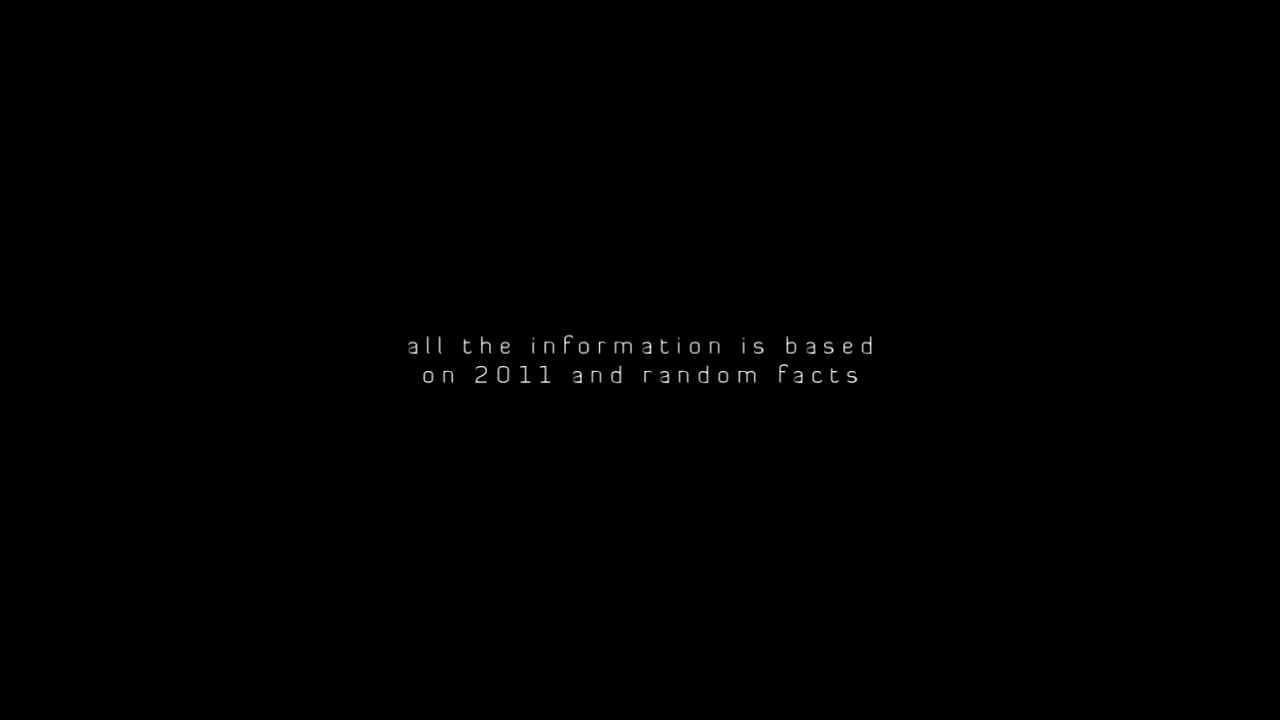 all the information is based
on 2011 and random facts